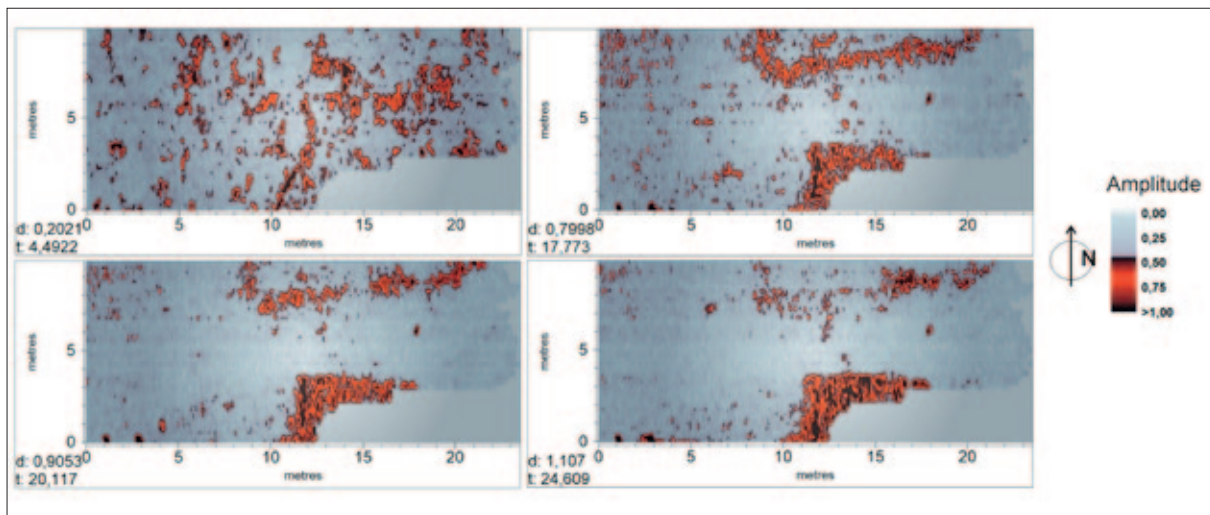 metres
5
0
0
5
10
15
20
metres
d: 0,2021
t: 4,4922
metres
5
0
0
5
10
15
20
metres
d: 0,7998
t: 17,773
metres
5
0
0
5
10
15
20
metres
d: 0,9053
t: 20,117
metres
5
0
0
5
10
15
20
metres
d: 1,107
t: 24,609
N
Amplitude
0,00
0,25
0,50
0,75
>1,00